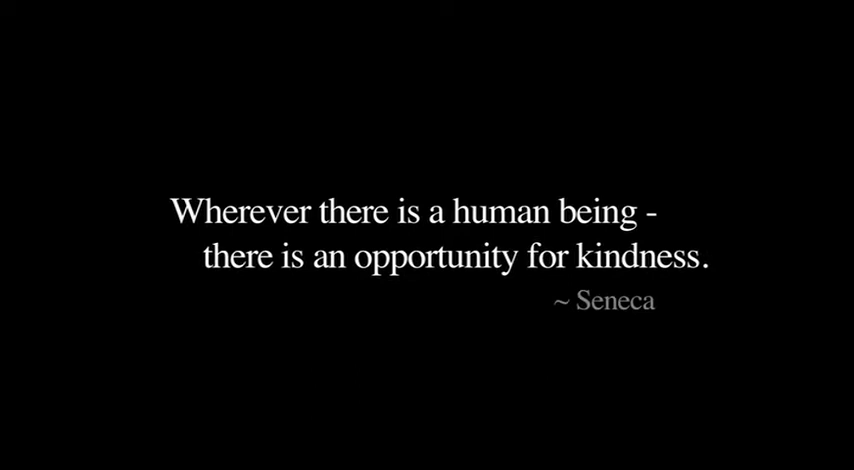 Wherever there is a human being -
there is an opportunity for kindness.
~ Seneca